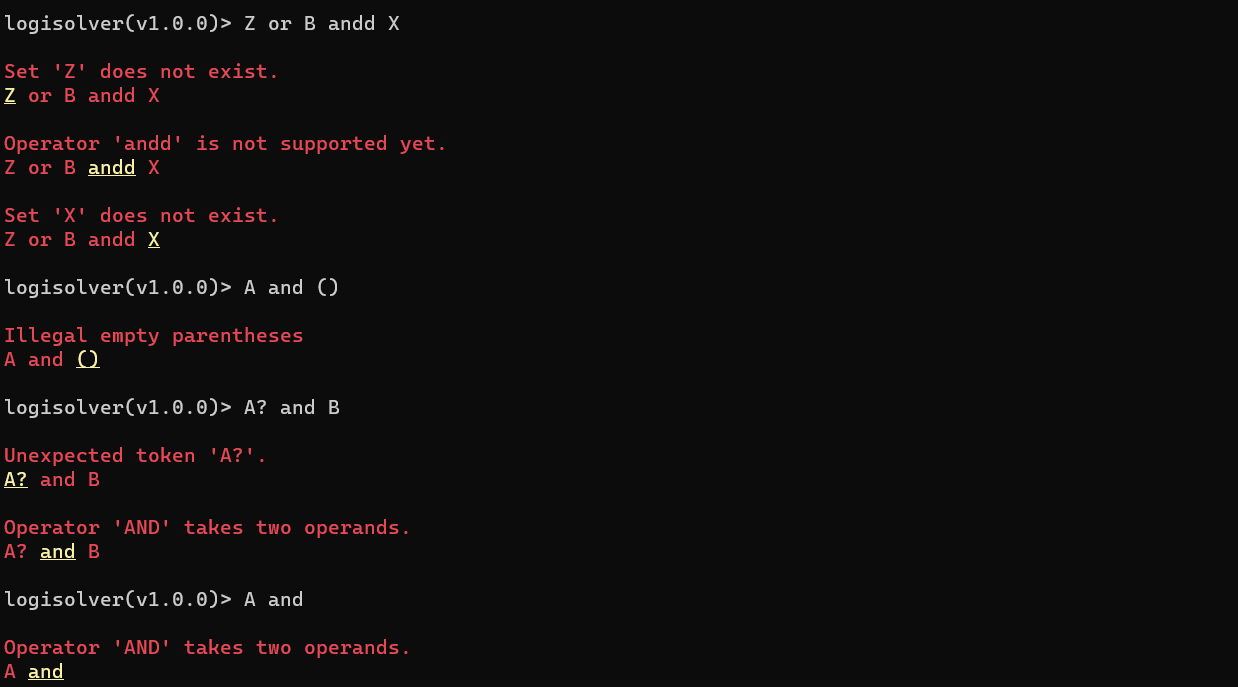 logisolver(v1.0.0)> Z or B andd X
Set 'Z' does not exist.
Z or B andd X
Operator 'andd' is not supported yet.
Z or B andd X
Set 'X' does not exist.
Z or B andd X
logisolver(v1.0.0)> A and ()
Illegal empty parentheses
A and ()
logisolver(v1.0.0)> A? and B
Unexpected token 'A?'.
A? and B
Operator 'AND' takes two operands.
A? and B
logisolver(v1.0.0)> A and
Operator 'AND' takes two operands.
A and